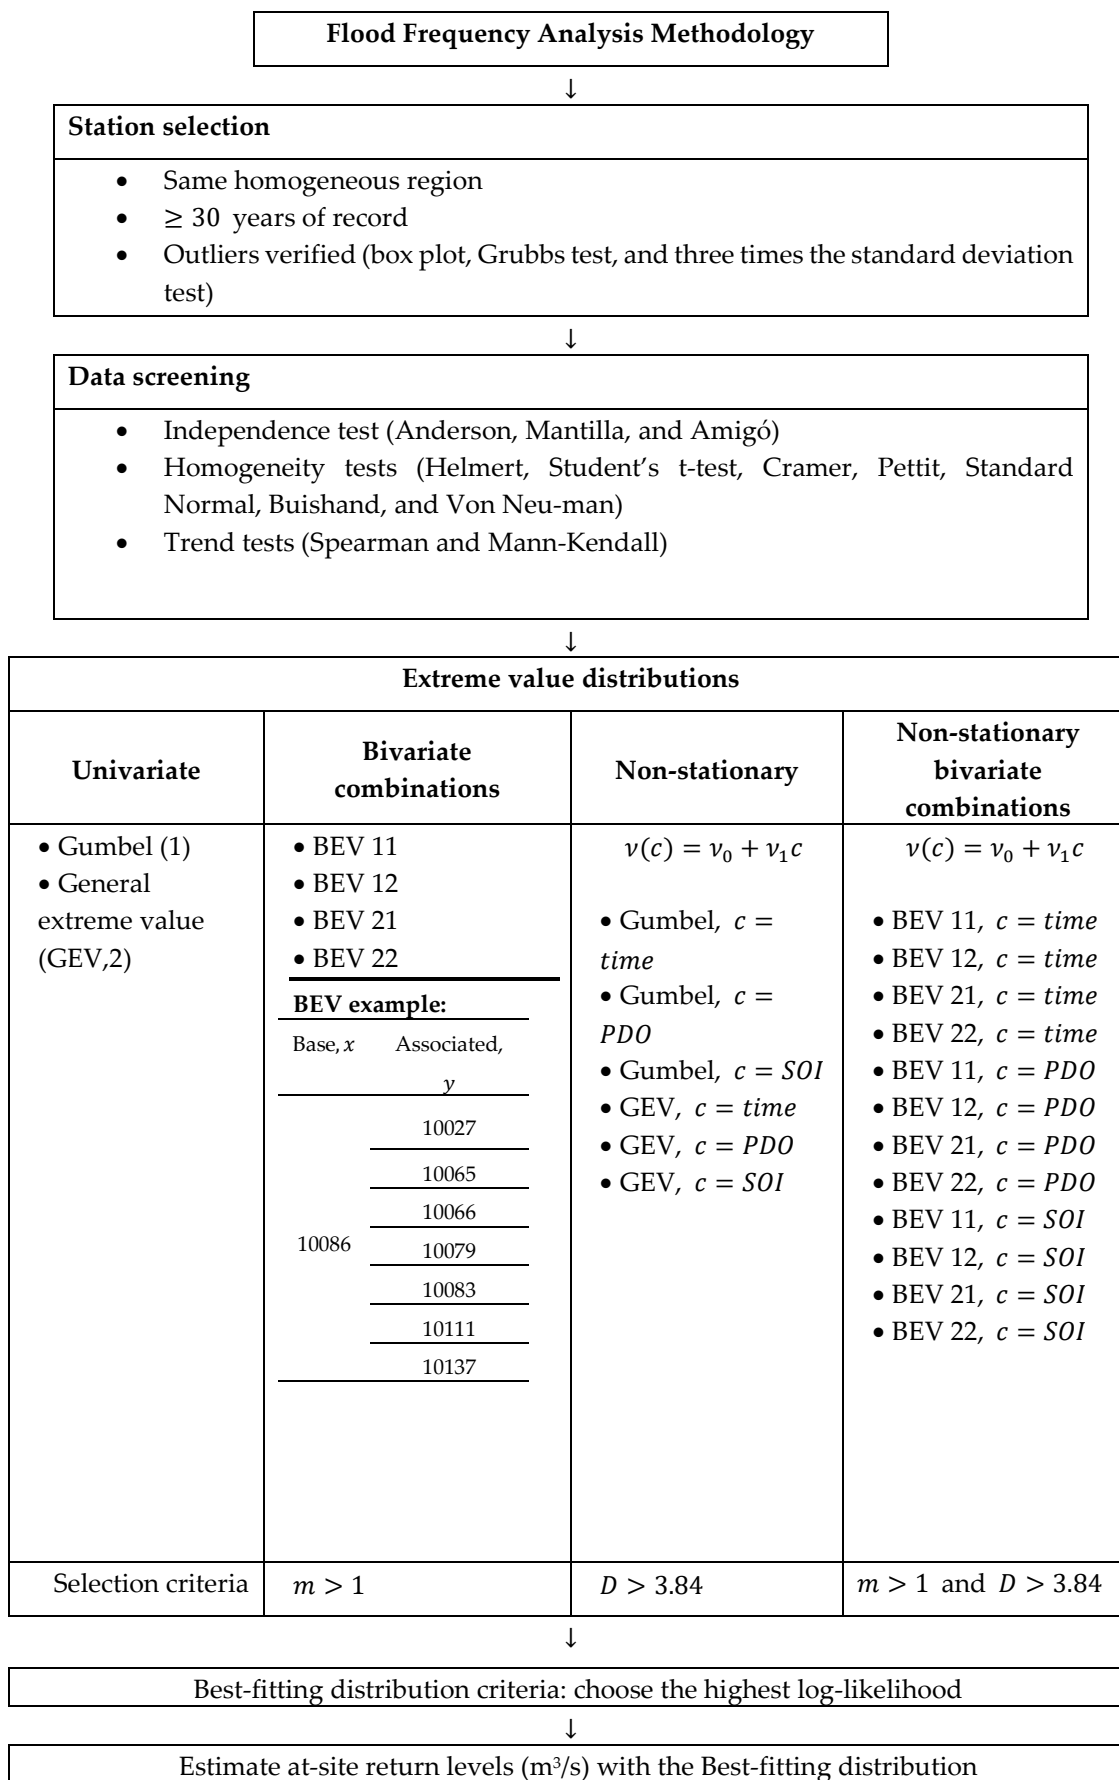 Flood Frequency Analysis Methodology
↓
Station selection
• Same homogeneous region
• ≥ 30 years of record
• Outliers verified (box plot, Grubbs test, and three times the standard deviation
test)
↓
Data screening
• Independence test (Anderson, Mantilla, and Amigó)
• Homogeneity tests (Helmert, Student's t-test, Cramer, Pettit, Standard
Normal, Buishand, and Von Neu-man)
• Trend tests (Spearman and Mann-Kendall)
↓
Extreme value distributions
Univariate
Bivariate
combinations
Non-stationary
Non-stationary
bivariate
combinations
• Gumbel (1)
• General
extreme value
(GEV,2)
• BEV 11
• BEV 12
• BEV 21
• BEV 22
BEV example:
Base, x Associated,
y
10086
10027
10065
10066
10079
10083
10111
10137
ν(c) = ν₀ + ν₁c
• Gumbel, c =
time
• Gumbel, c =
PDO
• Gumbel, c = SOI
• GEV, c = time
• GEV, c = PDO
• GEV, c = SOI
ν(c) = ν₀ + ν₁c
• BEV 11, c = time
• BEV 12, c = time
• BEV 21, c = time
• BEV 22, c = time
• BEV 11, c = PDO
• BEV 12, c = PDO
• BEV 21, c = PDO
• BEV 22, c = PDO
• BEV 11, c = SOI
• BEV 12, c = SOI
• BEV 21, c = SOI
• BEV 22, c = SOI
Selection criteria
m > 1
D > 3.84
m > 1 and D > 3.84
↓
Best-fitting distribution criteria: choose the highest log-likelihood
↓
Estimate at-site return levels (m³/s) with the Best-fitting distribution